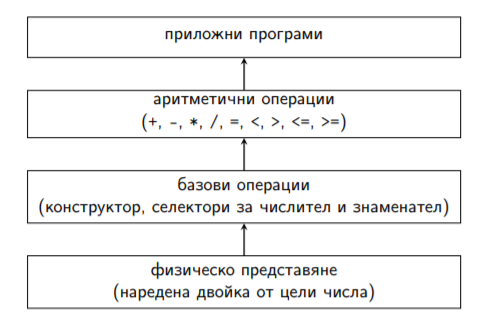 приложни програми
аритметични операции
(+, -, *, /, =, <, >, <=, >=)
базови операции
(конструктор, селектори за числител и знаменател)
физическо представяне
(наредена двойка от цели числа)